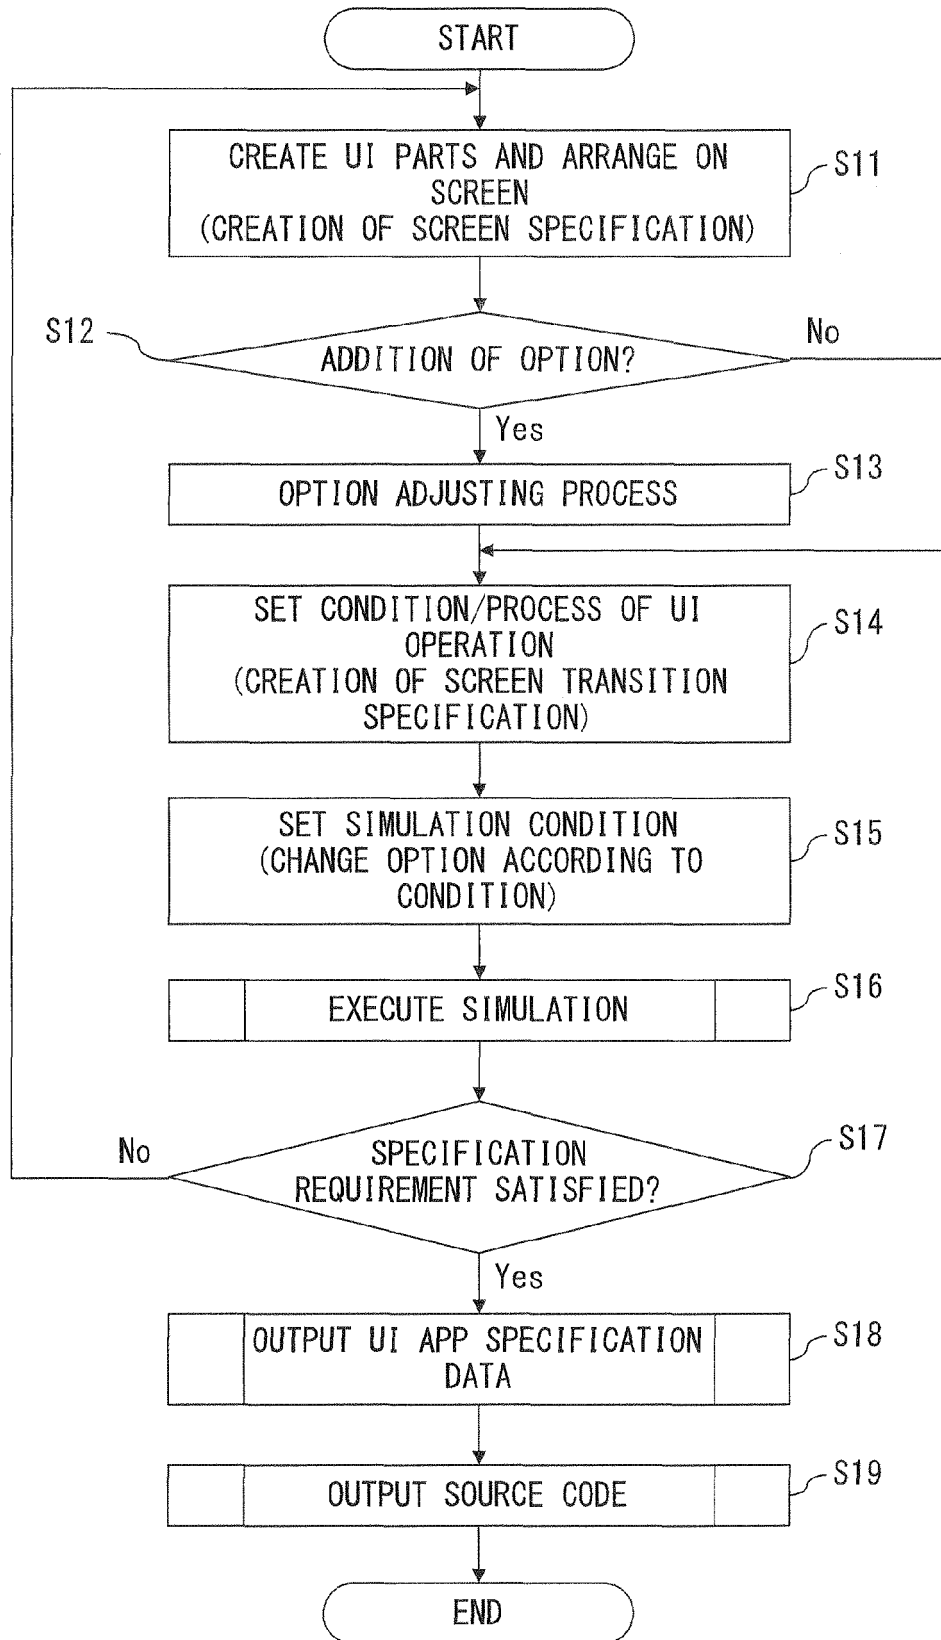 START
CREATE UI PARTS AND ARRANGE ON
SCREEN
(CREATION OF SCREEN SPECIFICATION)
S11
S12
ADDITION OF OPTION?
No
Yes
OPTION ADJUSTING PROCESS
S13
SET CONDITION/PROCESS OF UI
OPERATION
(CREATION OF SCREEN TRANSITION
SPECIFICATION)
S14
SET SIMULATION CONDITION
(CHANGE OPTION ACCORDING TO
CONDITION)
S15
EXECUTE SIMULATION
S16
No
SPECIFICATION
REQUIREMENT SATISFIED?
S17
Yes
OUTPUT UI APP SPECIFICATION
DATA
S18
OUTPUT SOURCE CODE
S19
END